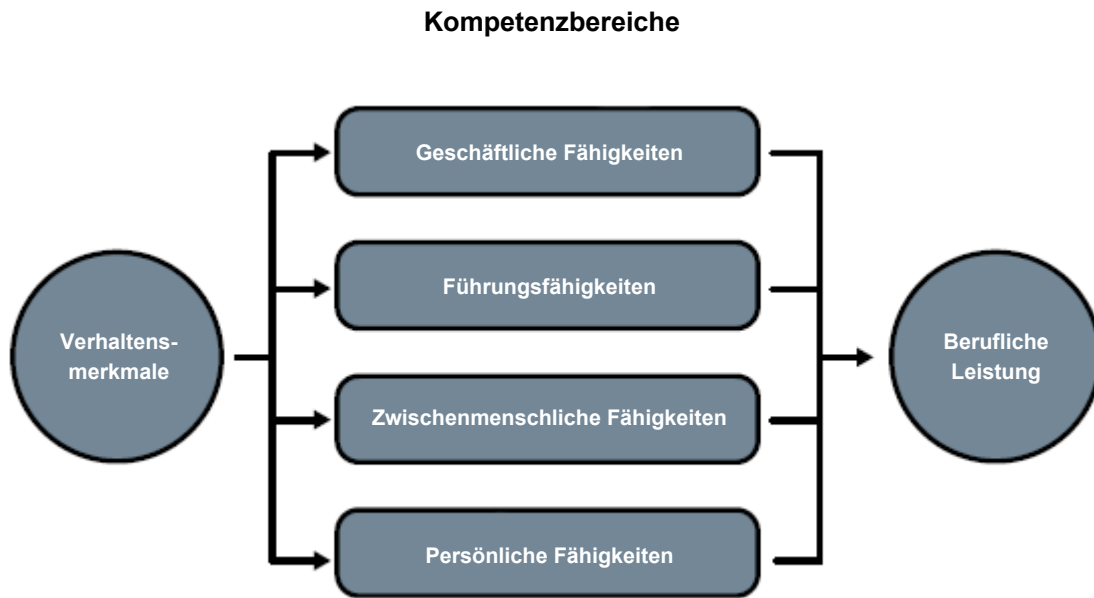 Kompetenzbereiche
Geschäftliche Fähigkeiten
Führungsfähigkeiten
Verhaltens-
merkmale
Berufliche
Leistung
Zwischenmenschliche Fähigkeiten
Persönliche Fähigkeiten